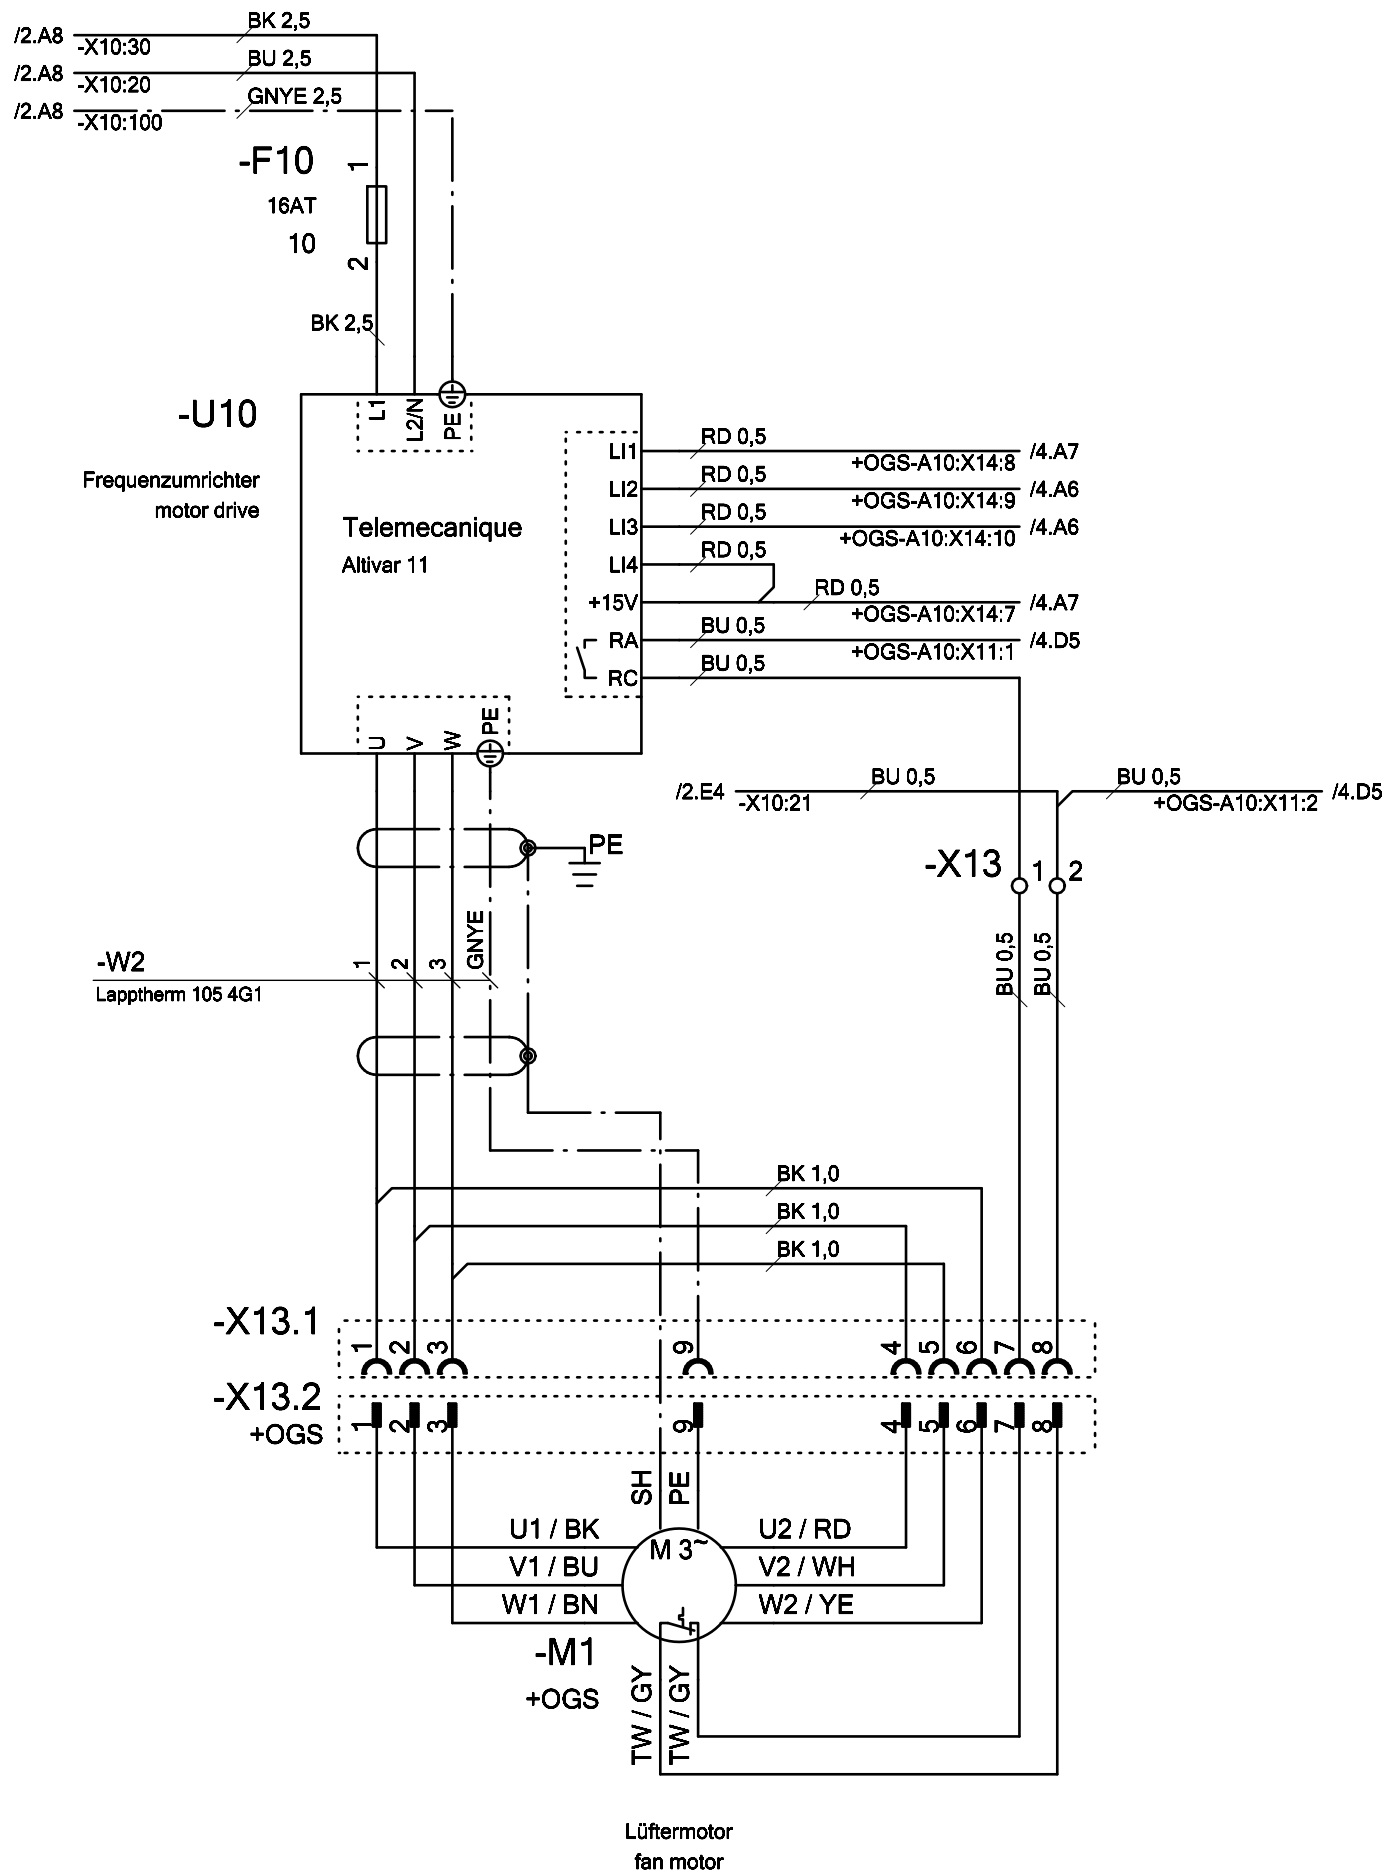 BK 2,5
/2.A8
-X10:30
BU 2,5
/2.A8
-X10:20
GNYE 2,5
/2.A8
-X10:100
-F10
1
16AT
10
2
BK 2,5
-U10
L1
L2/N
PE
Frequenzumrichter
motor drive
Telemecanique
Altivar 11
LI1
RD 0,5
+OGS-A10:X14:8
/4.A7
LI2
RD 0,5
+OGS-A10:X14:9
/4.A6
LI3
RD 0,5
+OGS-A10:X14:10
/4.A6
LI4
RD 0,5
+15V
RD 0,5
+OGS-A10:X14:7
/4.A7
RA
BU 0,5
+OGS-A10:X11:1
/4.D5
RC
BU 0,5
U
V
W
PE
/2.E4
-X10:21
BU 0,5
BU 0,5
+OGS-A10:X11:2
/4.D5
PE
-X13
1
2
-W2
Lapptherm 105 4G1
1
2
3
GNYE
BU 0,5
BU 0,5
BK 1,0
BK 1,0
BK 1,0
-X13.1
1
2
3
9
4
5
6
7
8
-X13.2
+OGS
1
2
3
9
4
5
6
7
8
SH
PE
U1 / BK
M 3~
U2 / RD
V1 / BU
V2 / WH
W1 / BN
W2 / YE
-M1
+OGS
TW / GY
TW / GY
Lüftermotor
fan motor